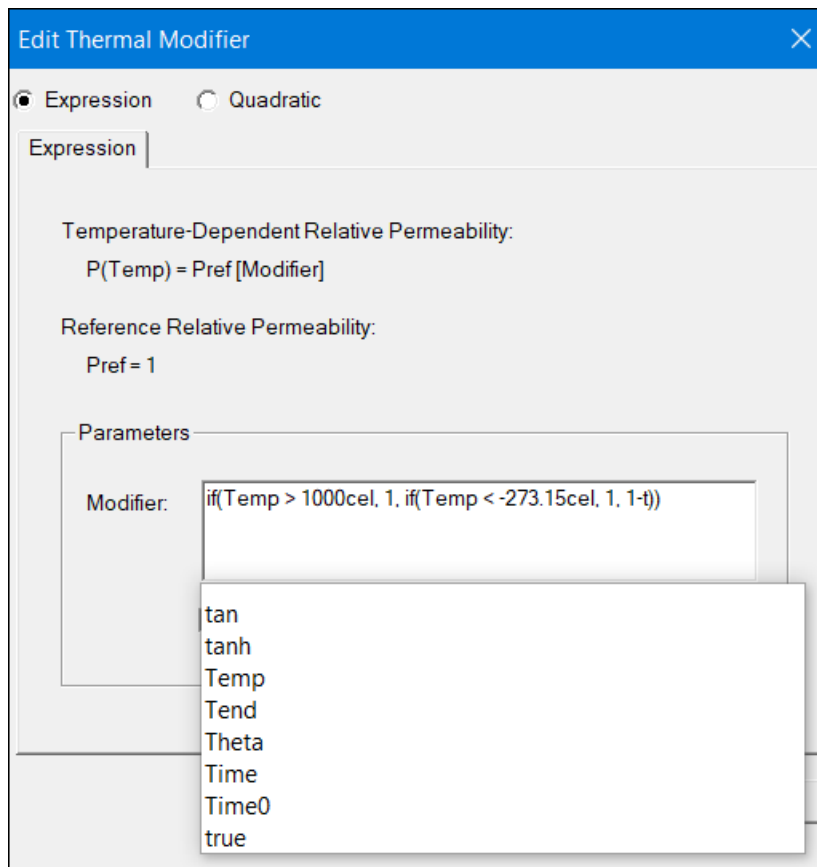 Edit Thermal Modifier
Expression
Quadratic
Expression
Temperature-Dependent Relative Permeability:
P(Temp) = Pref [Modifier]
Reference Relative Permeability:
Pref = 1
Parameters
Modifier:
if(Temp > 1000cel, 1, if(Temp < -273.15cel, 1, 1-t))
tan
tanh
Temp
Tend
Theta
Time
Time0
true